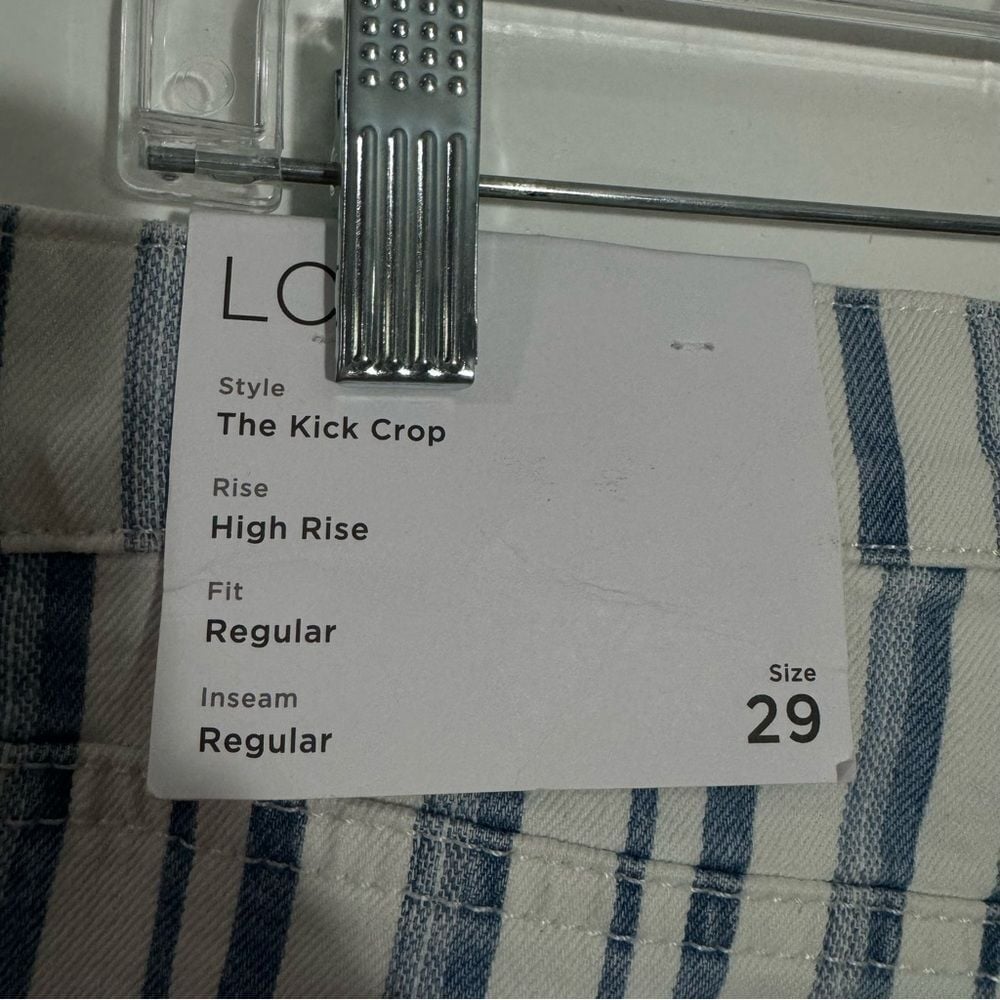 LO
Style
The Kick Crop
Rise
High Rise
Fit
Regular
Inseam
Regular
Size
29